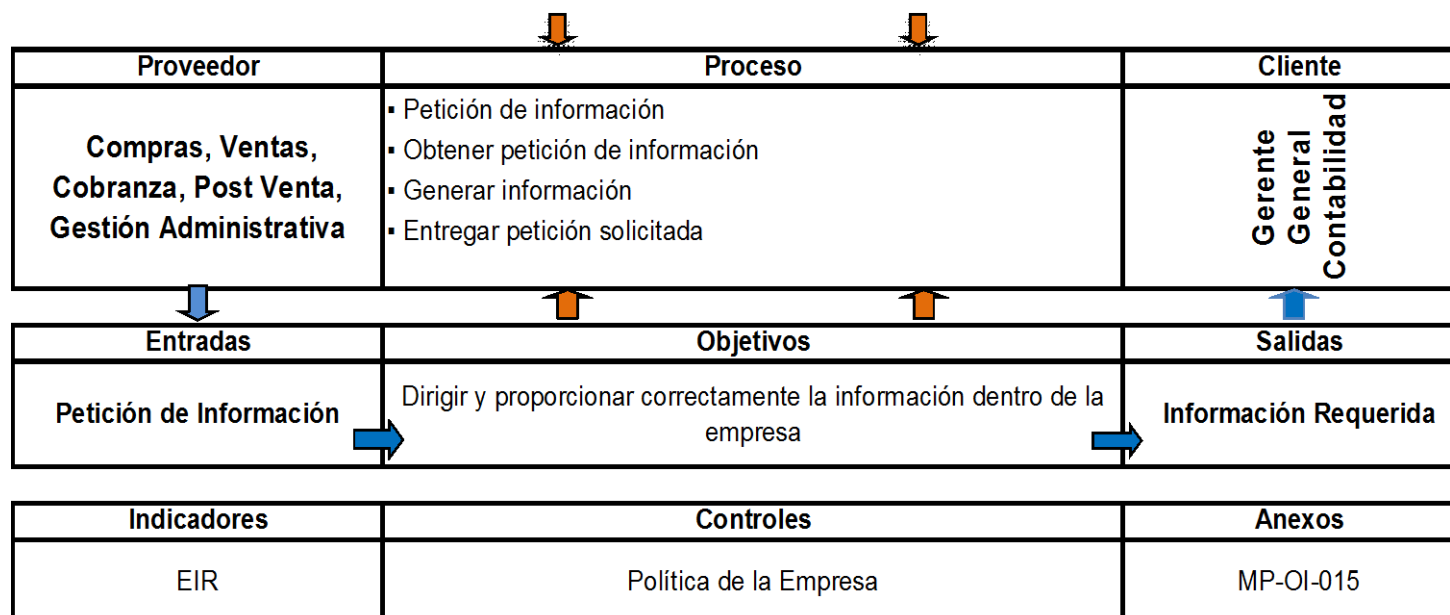 Proveedor
Proceso
Cliente
Compras, Ventas,
Cobranza, Post Venta,
Gestión Administrativa
▪ Petición de información
▪ Obtener petición de información
▪ Generar información
▪ Entregar petición solicitada
Gerente
General
Contabilidad
Entradas
Objetivos
Salidas
Petición de Información
Dirigir y proporcionar correctamente la información dentro de la
empresa
Información Requerida
Indicadores
Controles
Anexos
EIR
Política de la Empresa
MP-OI-015